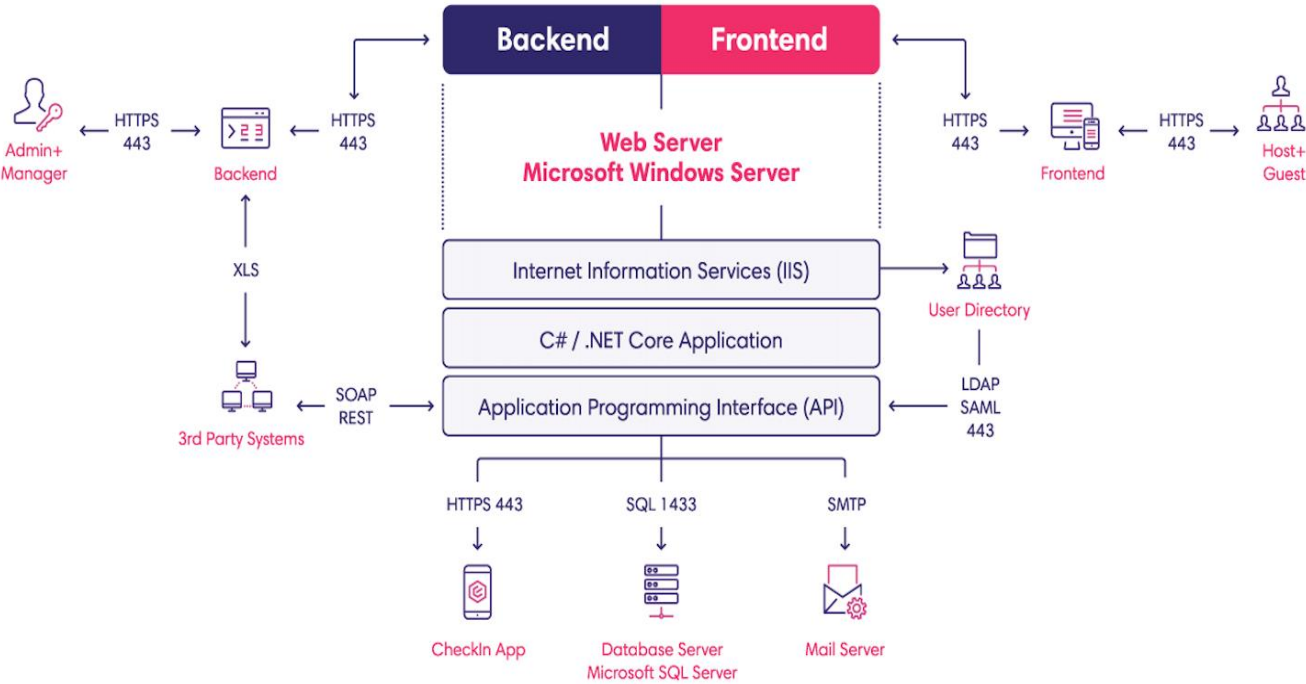 Backend
Frontend
HTTPS
443
HTTPS
443
HTTPS
443
HTTPS
443
Admin+
Manager
Backend
Web Server
Microsoft Windows Server
Frontend
Host+
Guest
XLS
Internet Information Services (IIS)
User Directory
C# / .NET Core Application
3rd Party Systems
SOAP
REST
Application Programming Interface (API)
LDAP
SAML
443
HTTPS 443
SQL 1433
SMTP
CheckIn App
Database Server
Microsoft SQL Server
Mail Server